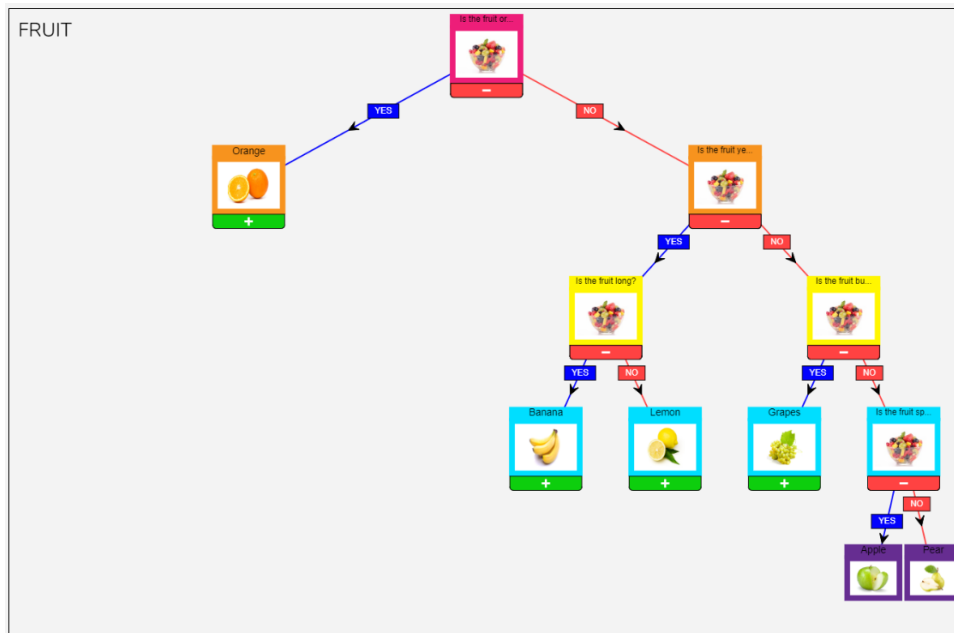 FRUIT
Is the fruit or...
YES
NO
Orange
Is the fruit ye...
YES
NO
Is the fruit long?
Is the fruit bu...
YES
NO
YES
NO
Banana
Lemon
Grapes
Is the fruit sp...
YES
NO
Apple
Pear